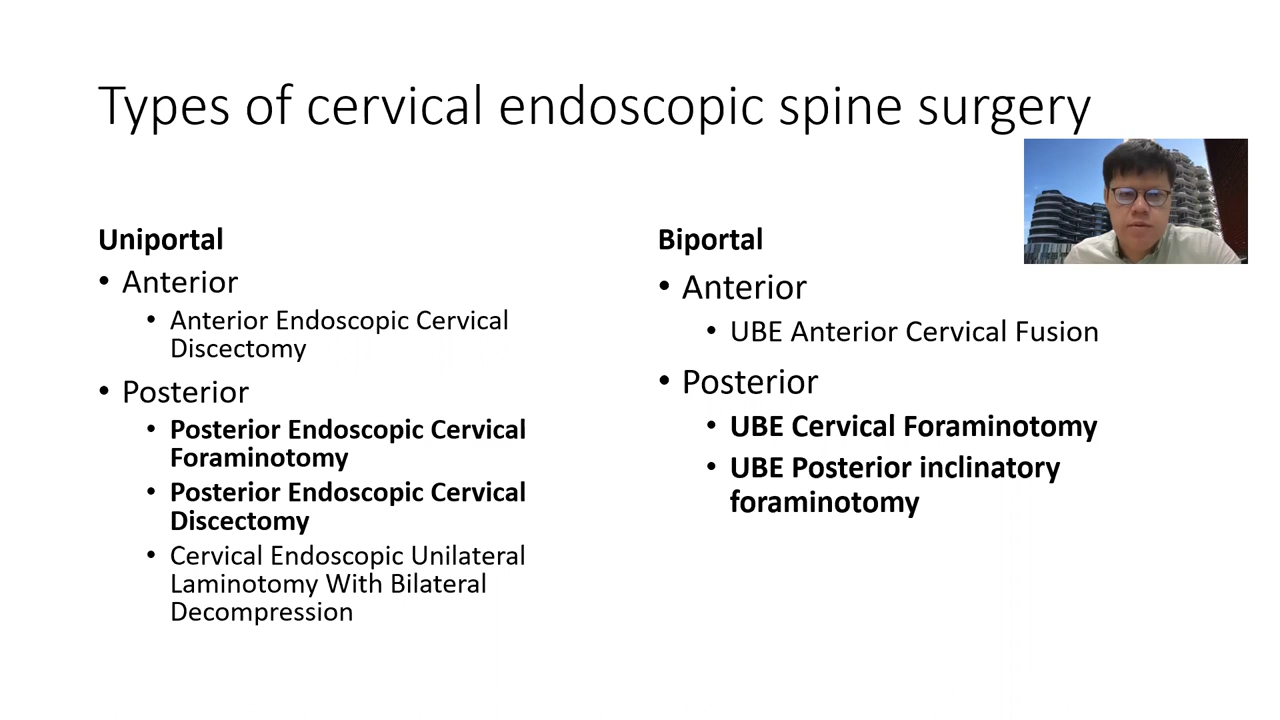 Types of cervical endoscopic spine surgery
Uniportal
• Anterior
• Anterior Endoscopic Cervical
Discectomy
• Posterior
• Posterior Endoscopic Cervical
Foraminotomy
• Posterior Endoscopic Cervical
Discectomy
• Cervical Endoscopic Unilateral
Laminotomy With Bilateral
Decompression
Biportal
• Anterior
• UBE Anterior Cervical Fusion
• Posterior
• UBE Cervical Foraminotomy
• UBE Posterior inclinatory
foraminotomy